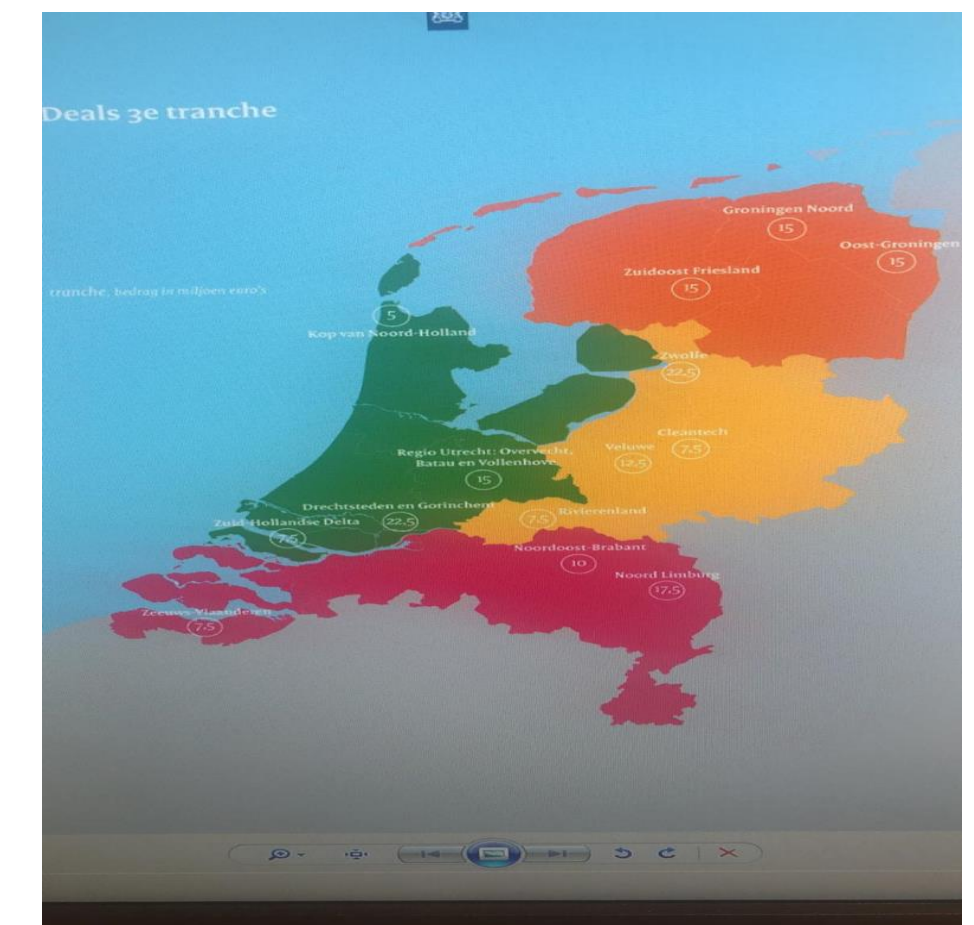 Deals 3e tranche
Groningen Noord
15
Oost-Groningen
15
Zuidoost Friesland
15
tranche, bedrag in miljoen euro's
5
Kop van Noord-Holland
Zwolle
22,5
Cleantech
7,5
Veluwe
12,5
Regio Utrecht: Overvecht,
Batau en Vollenhove
15
Drechtsteden en Gorinchem
22,5
Zuid-Hollandse Delta
7,5
7,5 Rivierenland
Noordoost-Brabant
10
Noord Limburg
17,5
Zeeuws-Vlaanderen
7,5